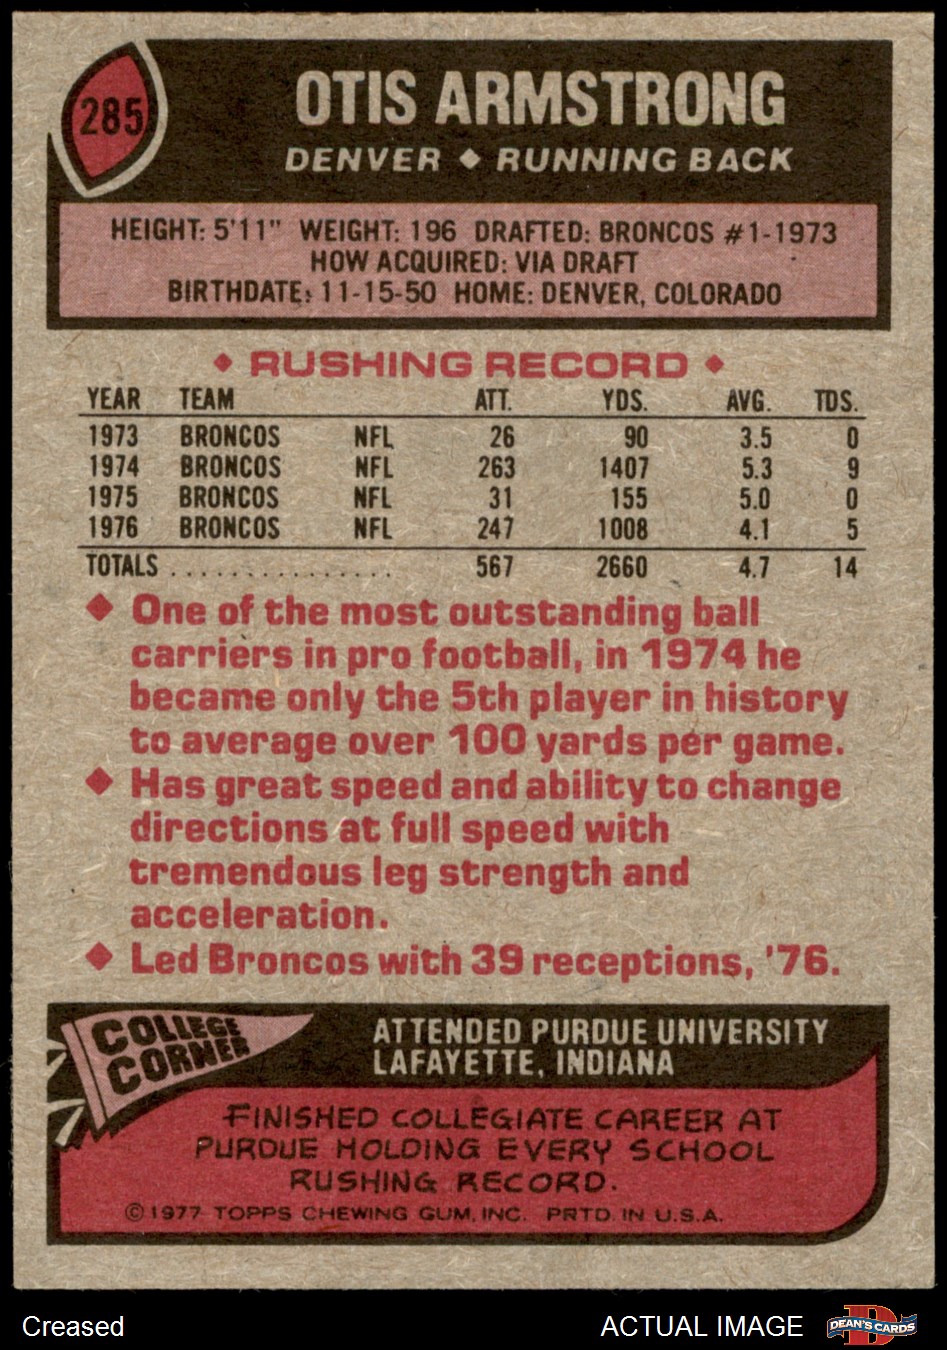 285
OTIS ARMSTRONG
DENVER ◆ RUNNING BACK
HEIGHT: 5'11" WEIGHT: 196 DRAFTED: BRONCOS #1-1973
HOW ACQUIRED: VIA DRAFT
BIRTHDATE: 11-15-50 HOME: DENVER, COLORADO
◆ RUSHING RECORD ◆
YEAR TEAM ATT. YDS. AVG. TDS.
1973 BRONCOS NFL 26 90 3.5 0
1974 BRONCOS NFL 263 1407 5.3 9
1975 BRONCOS NFL 31 155 5.0 0
1976 BRONCOS NFL 247 1008 4.1 5
TOTALS . . . . . . . . . . . . . . . 567 2660 4.7 14
◆ One of the most outstanding ball
carriers in pro football, in 1974 he
became only the 5th player in history
to average over 100 yards per game.
◆ Has great speed and ability to change
directions at full speed with
tremendous leg strength and
acceleration.
◆ Led Broncos with 39 receptions, '76.
COLLEGE
CORNER
ATTENDED PURDUE UNIVERSITY
LAFAYETTE, INDIANA
FINISHED COLLEGIATE CAREER AT
PURDUE HOLDING EVERY SCHOOL
RUSHING RECORD.
© 1977 TOPPS CHEWING GUM, INC. PRTD. IN U.S.A.
Creased
ACTUAL IMAGE
D
DEAN'S CARDS